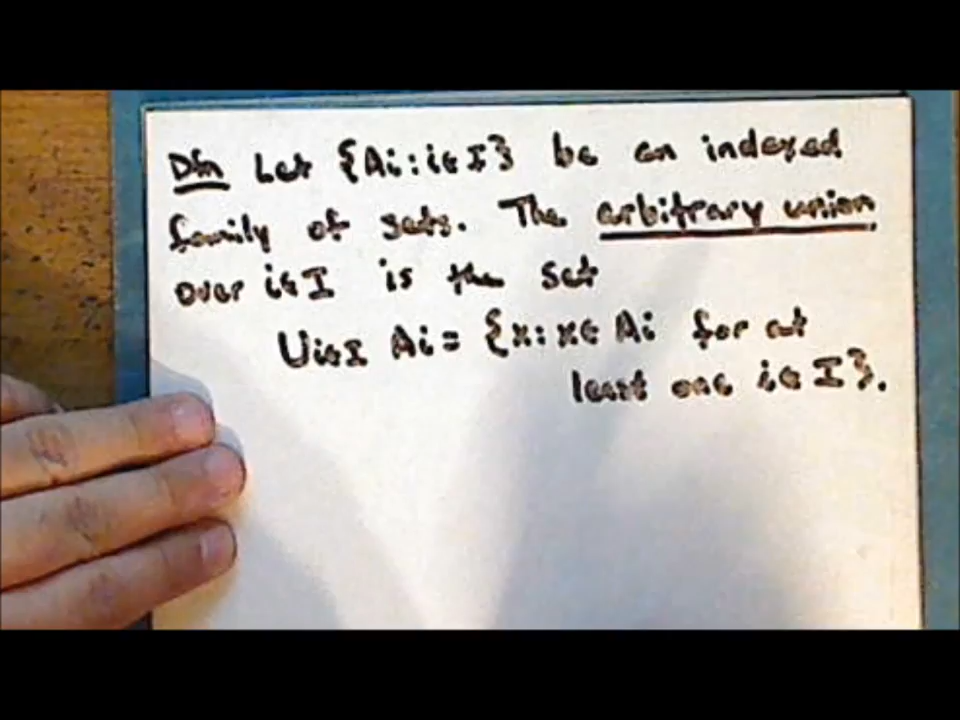 Dfn Let {Ai : i∈I} be an indexed
family of sets. The arbitrary union
over i∈I is the set
∪i∈I Ai = {x : x∈ Ai for at
least one i∈I}.